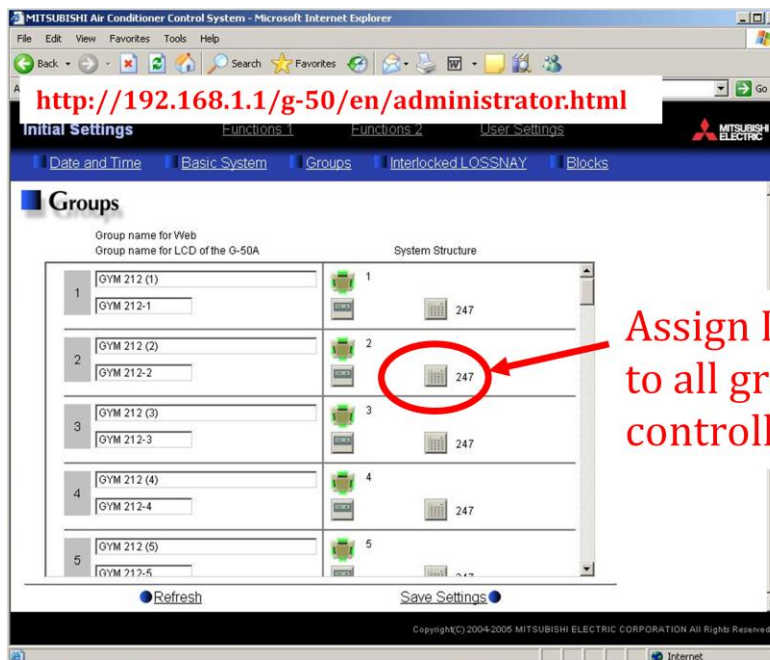 MITSUBISHI Air Conditioner Control System - Microsoft Internet Explorer
File Edit View Favorites Tools Help
Back Search Favorites
Go
http://192.168.1.1/g-50/en/administrator.html
Initial Settings Functions 1 Functions 2 User Settings
MITSUBISHI
ELECTRIC
Date and Time Basic System Groups Interlocked LOSSNAY Blocks
Groups
Group name for Web
Group name for LCD of the G-50A System Structure
1 GYM 212 (1) 1
GYM 212-1 247
2 GYM 212 (2) 2
GYM 212-2 247
3 GYM 212 (3) 3
GYM 212-3 247
4 GYM 212 (4) 4
GYM 212-4 247
5 GYM 212 (5) 5
GYM 212-5 247
Assign
to all
controll
Refresh Save Settings
Copyright(C) 2004-2005 MITSUBISHI ELECTRIC CORPORATION All Rights Reserved
Internet